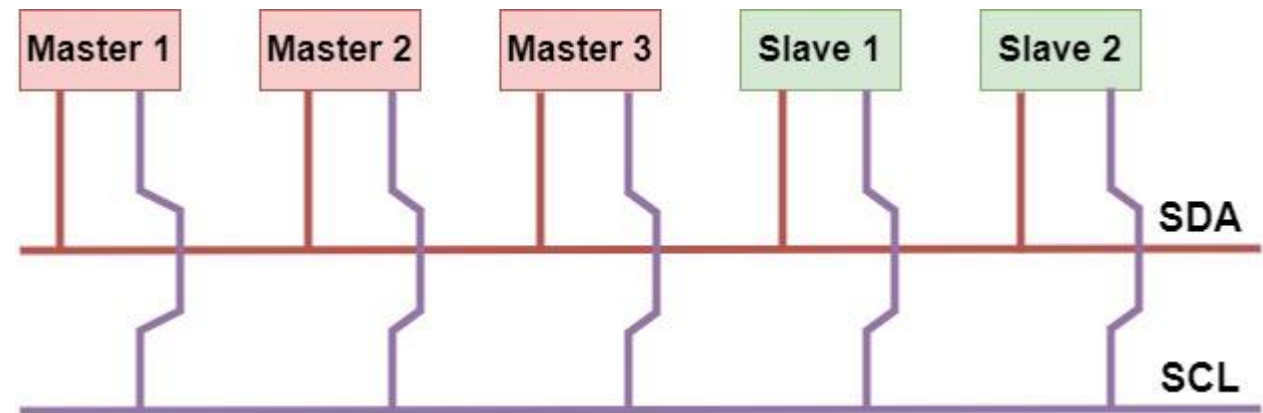 Master 1
Master 2
Master 3
Slave 1
Slave 2
SDA
SCL